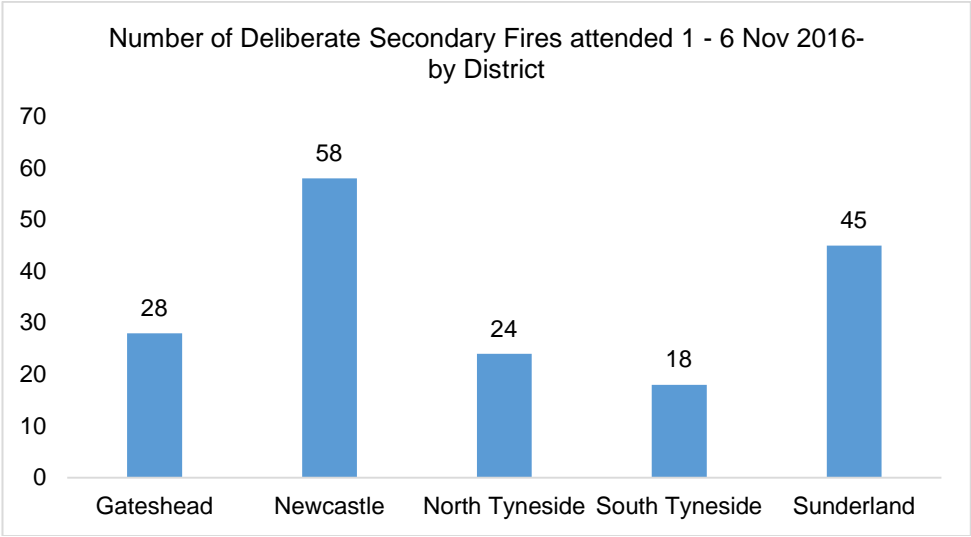 Number of Deliberate Secondary Fires attended 1 - 6 Nov 2016-
by District
70
60
50
40
30
20
10
0
28
58
24
18
45
Gateshead
Newcastle
North Tyneside
South Tyneside
Sunderland